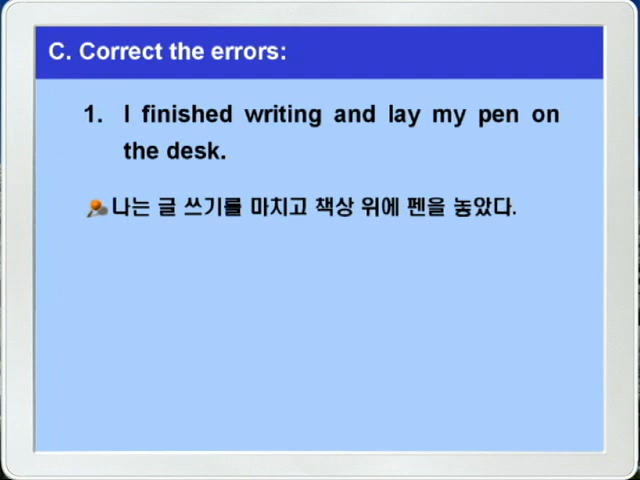 C. Correct the errors:
1. I finished writing and lay my pen on
the desk.
나는 글 쓰기를 마치고 책상 위에 펜을 놓았다.